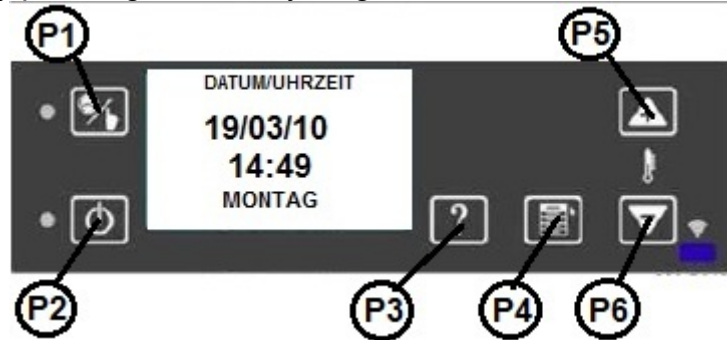 P1
P5
DATUM/UHRZEIT
19/03/10
14:49
MONTAG
?
P2
P3
P4
P6